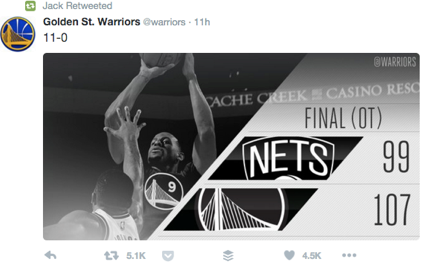 Jack Retweeted
Golden St. Warriors @warriors · 11h
11-0
@WARRIORS
CACHE CREEK CASINO RESO
FINAL (OT)
NETS 99
9
107
5.1K 4.5K